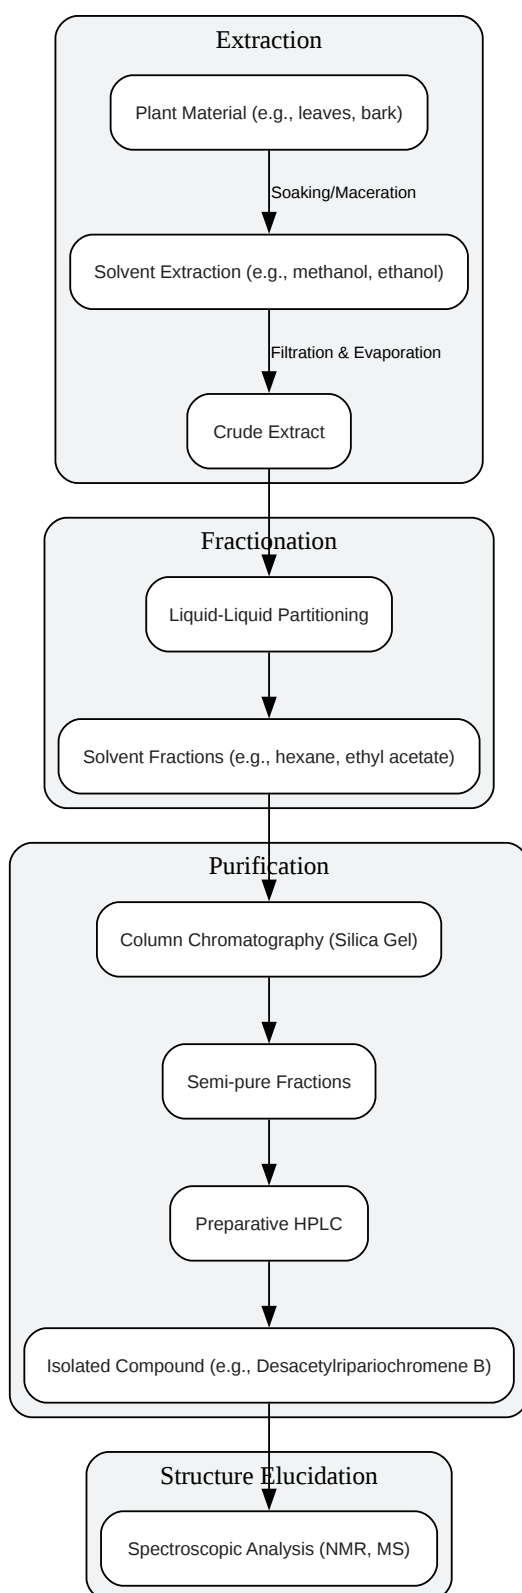 Extraction
Plant Material (e.g., leaves, bark)
Soaking/Maceration
Solvent Extraction (e.g., methanol, ethanol)
Filtration & Evaporation
Crude Extract
Fractionation
Liquid-Liquid Partitioning
Solvent Fractions (e.g., hexane, ethyl acetate)
Purification
Column Chromatography (Silica Gel)
Semi-pure Fractions
Preparative HPLC
Isolated Compound (e.g., Desacetylripariochromene B)
Structure Elucidation
Spectroscopic Analysis (NMR, MS)